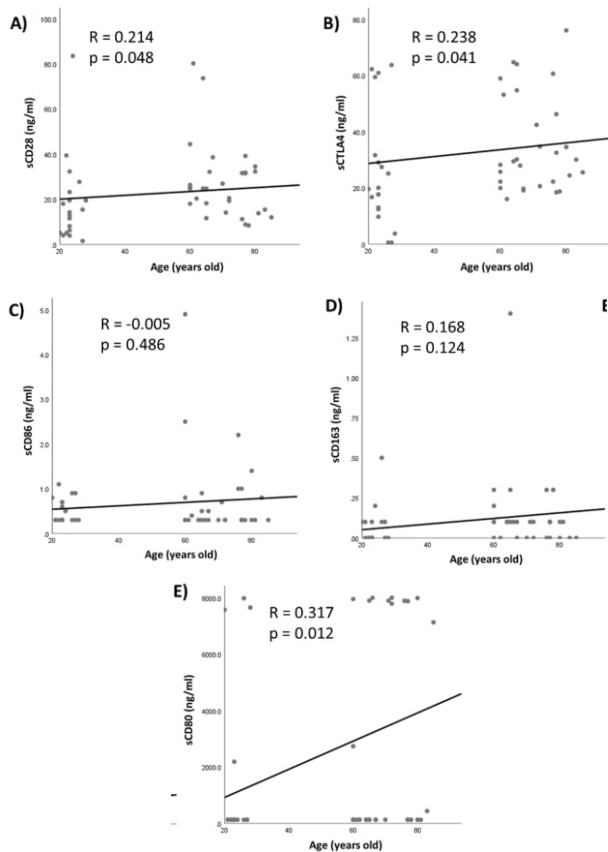 A)
R = 0.214
p = 0.048
sCD28 (ng/ml)
100.0
80.0
60.0
40.0
20.0
.0
20 40 60 80
Age (years old)
B)
R = 0.238
p = 0.041
sCTLA4 (ng/ml)
80.0
60.0
40.0
20.0
.0
20 40 60 80
Age (years old)
C)
R = -0.005
p = 0.486
sCD86 (ng/ml)
5.0
4.0
3.0
2.0
1.0
.0
20 40 60 80
Age (years old)
D)
R = 0.168
p = 0.124
sCD163 (ng/ml)
1.25
1.00
.75
.50
.25
.00
20 40 60 80
Age (years old)
E
E)
R = 0.317
p = 0.012
sCD80 (ng/ml)
8000.0
6000.0
4000.0
2000.0
.0
20 40 60 80
Age (years old)